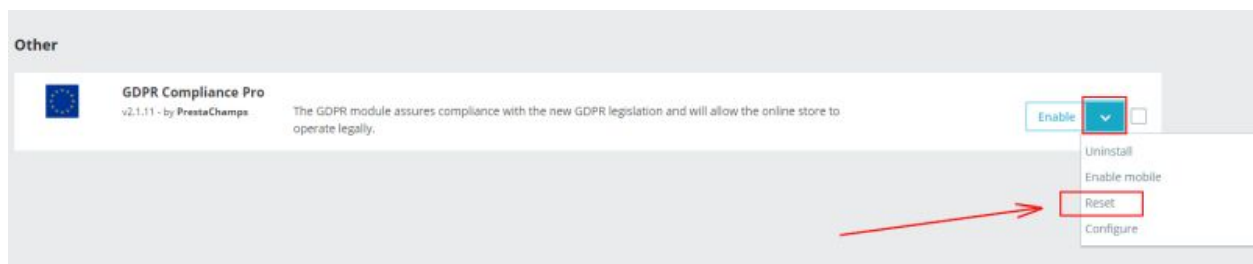 Other
GDPR Compliance Pro
v2.1.11 - by PrestaChamps
The GDPR module assures compliance with the new GDPR legislation and will allow the online store to
operate legally.
Enable
Uninstall
Enable mobile
Reset
Configure